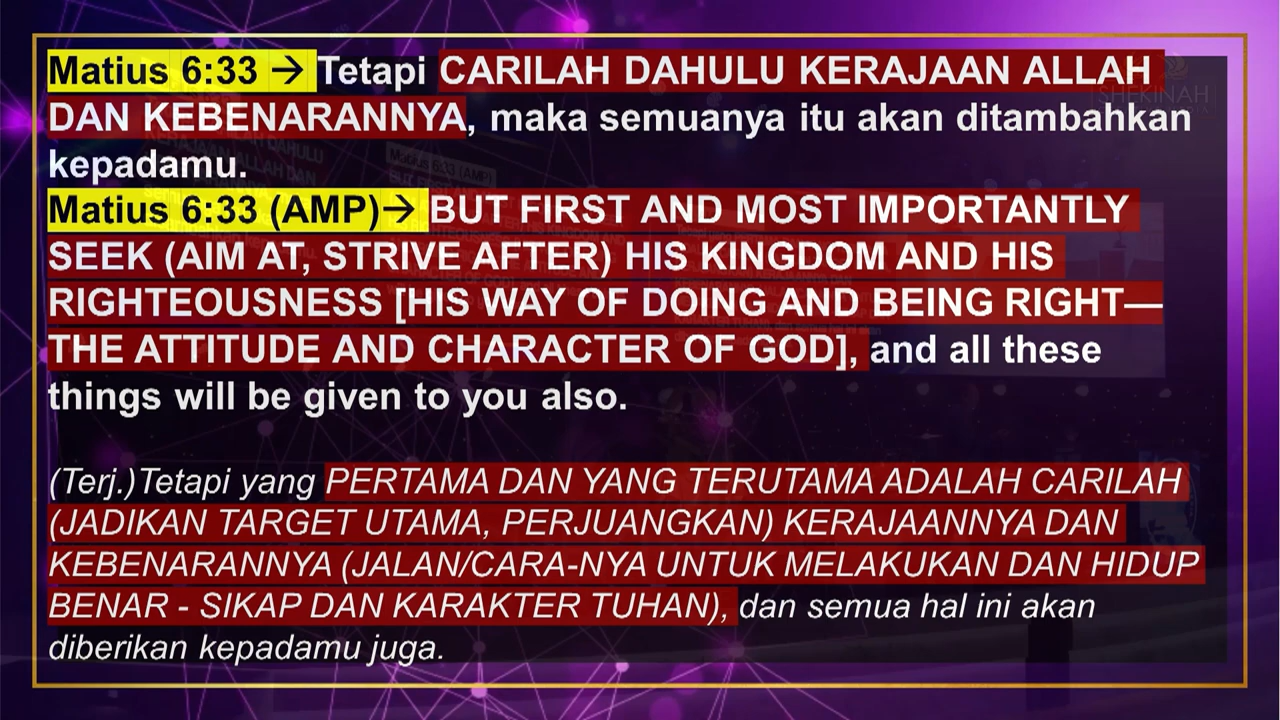 Matius 6:33 → Tetapi CARILAH DAHULU KERAJAAN ALLAH
DAN KEBENARANNYA, maka semuanya itu akan ditambahkan
kepadamu.
Matius 6:33 (AMP)→ BUT FIRST AND MOST IMPORTANTLY
SEEK (AIM AT, STRIVE AFTER) HIS KINGDOM AND HIS
RIGHTEOUSNESS [HIS WAY OF DOING AND BEING RIGHT—
THE ATTITUDE AND CHARACTER OF GOD], and all these
things will be given to you also.
(Terj.)Tetapi yang PERTAMA DAN YANG TERUTAMA ADALAH CARILAH
(JADIKAN TARGET UTAMA, PERJUANGKAN) KERAJAANNYA DAN
KEBENARANNYA (JALAN/CARA-NYA UNTUK MELAKUKAN DAN HIDUP
BENAR - SIKAP DAN KARAKTER TUHAN), dan semua hal ini akan
diberikan kepadamu juga.
SHEKINAH